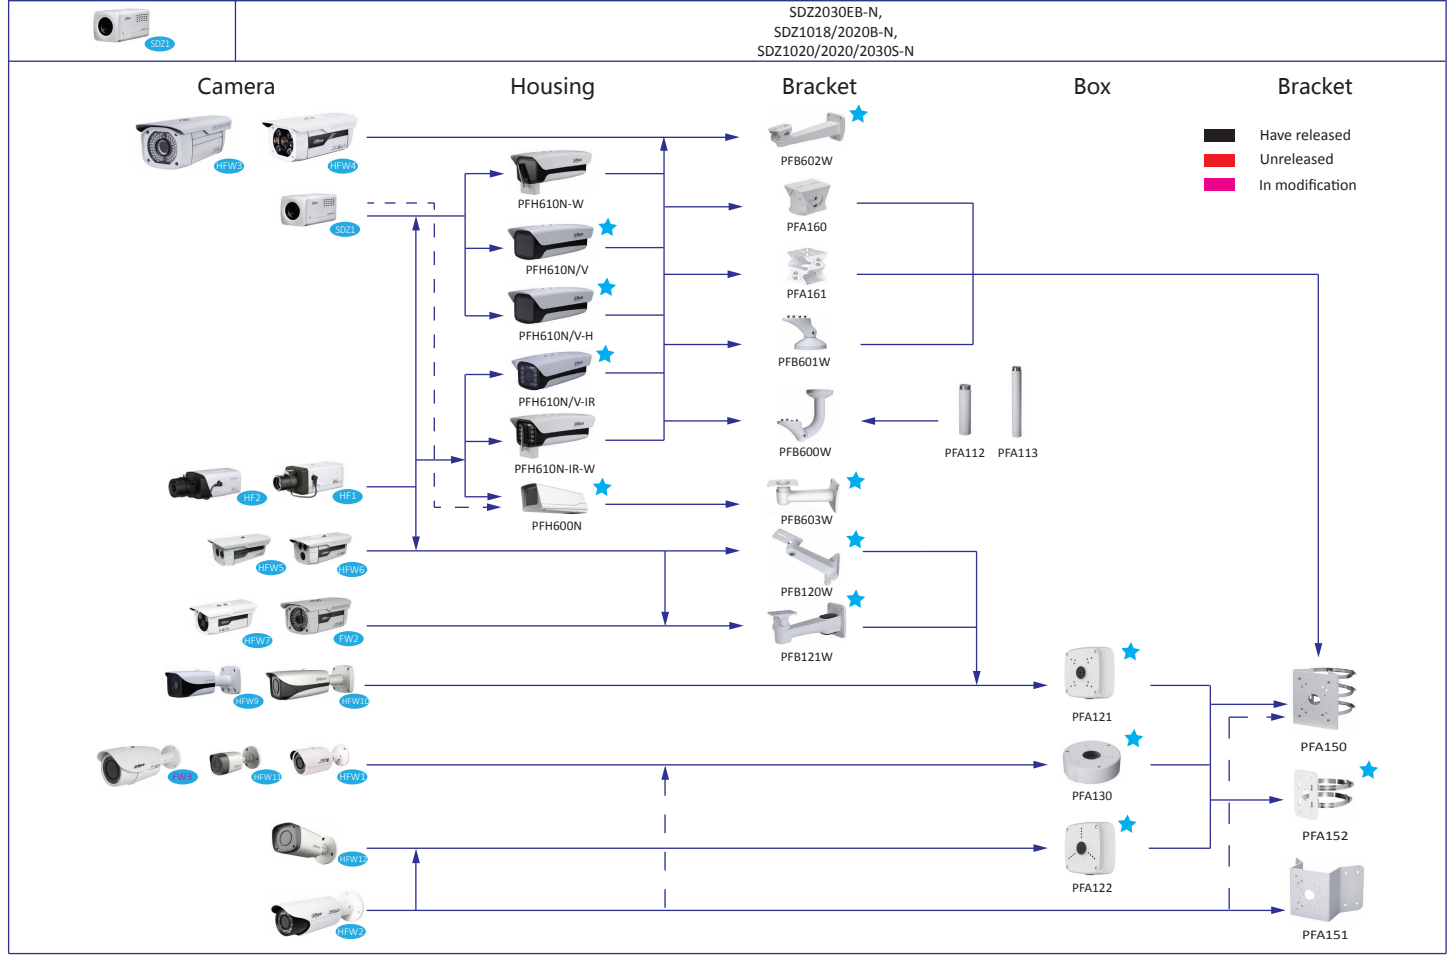 SDZ1
SDZ2030EB-N,
SDZ1018/2020B-N,
SDZ1020/2020/2030S-N
Camera
Housing
Bracket
Box
Bracket
Have released
Unreleased
In modification
HFW3
HFW4
PFB602W
SDZ1
PFH610N-W
PFA160
PFH610N/V
PFA161
PFH610N/V-H
PFB601W
PFH610N/V-IR
PFB600W
PFA112
PFA113
PFH610N-IR-W
HF2
HF1
PFH600N
PFB603W
HFW5
HFW6
PFB120W
HFW7
FW2
PFB121W
HFW9
HFW10
PFA121
PFA150
FW3
HFW11
HFW1
PFA130
PFA152
HFW12
PFA122
HFW2
PFA151